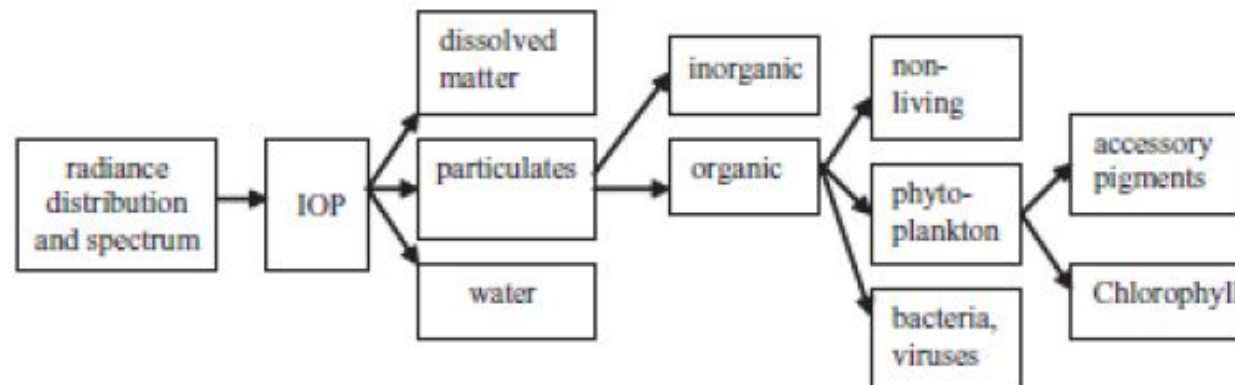 radiance
distribution
and spectrum
IOP
dissolved
matter
particulates
water
inorganic
organic
non-
living
phyto-
plankton
bacteria,
viruses
accessory
pigments
Chlorophyll